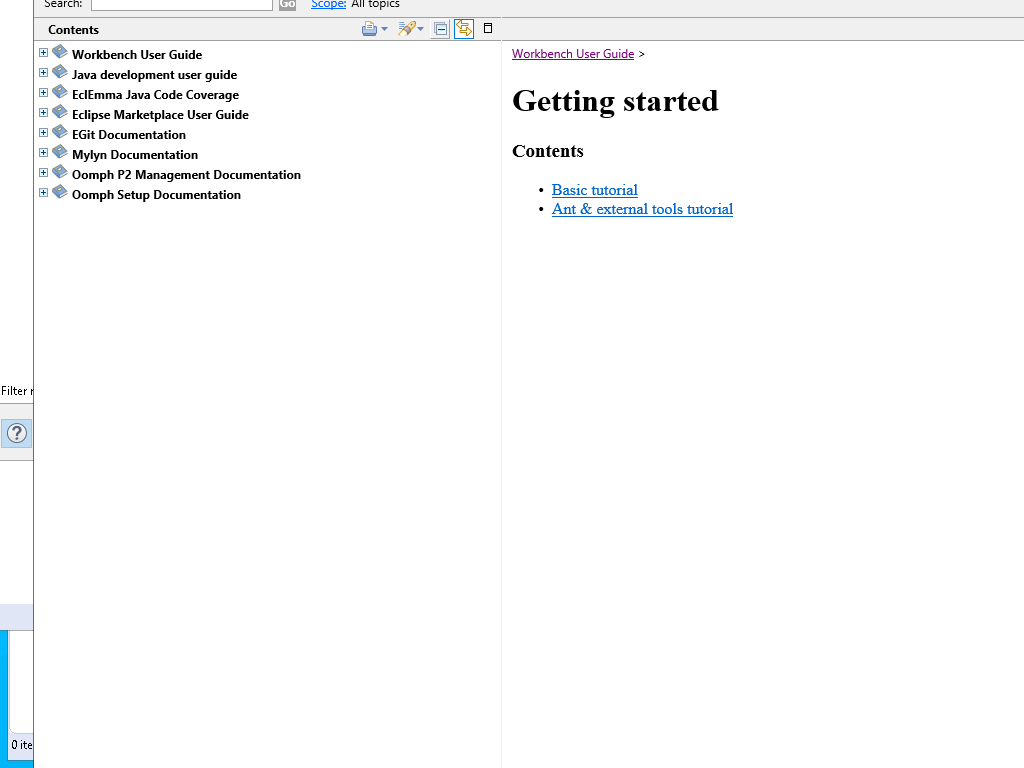 Search:
Go
Scope: All topics
Contents
Workbench User Guide
Java development user guide
EclEmma Java Code Coverage
Eclipse Marketplace User Guide
EGit Documentation
Mylyn Documentation
Oomph P2 Management Documentation
Oomph Setup Documentation
Workbench User Guide >
Getting started
Contents
• Basic tutorial
• Ant & external tools tutorial
Filter
?
0 ite